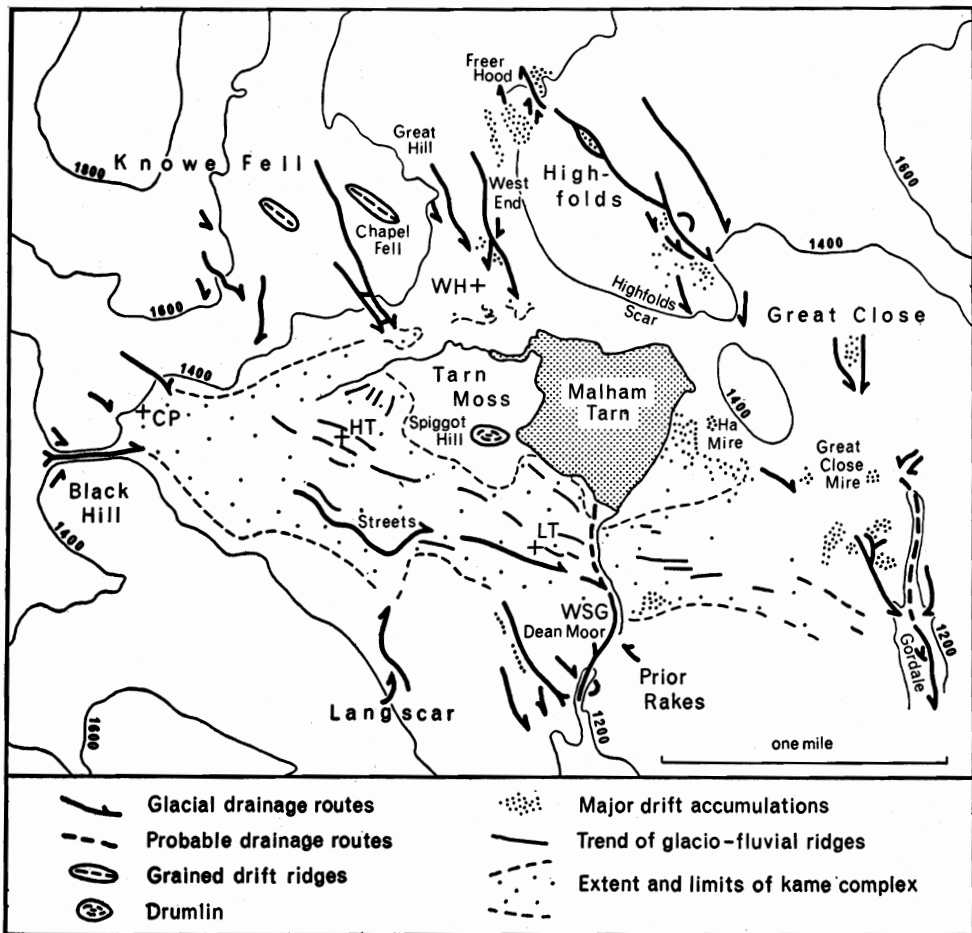 Freer
Hood
Great
Hill
1800
Knowe Fell
West
End
High-
folds
1600
Chapel
Fell
1400
WH+
Highfolds
Scar
1600
Great Close
1400
Tarn
Moss
Malham
Tarn
1400
+CP
+HT
Spiggot
Hill
Ha
Mire
Great
Close
Mire
Black
Hill
Streets
LT
+
1400
WSG
Dean Moor
1200
Gordale
Prior
Rakes
Langscar
1200
1600
one mile
Glacial drainage routes
Probable drainage routes
Grained drift ridges
Drumlin
Major drift accumulations
Trend of glacio-fluvial ridges
Extent and limits of kame complex